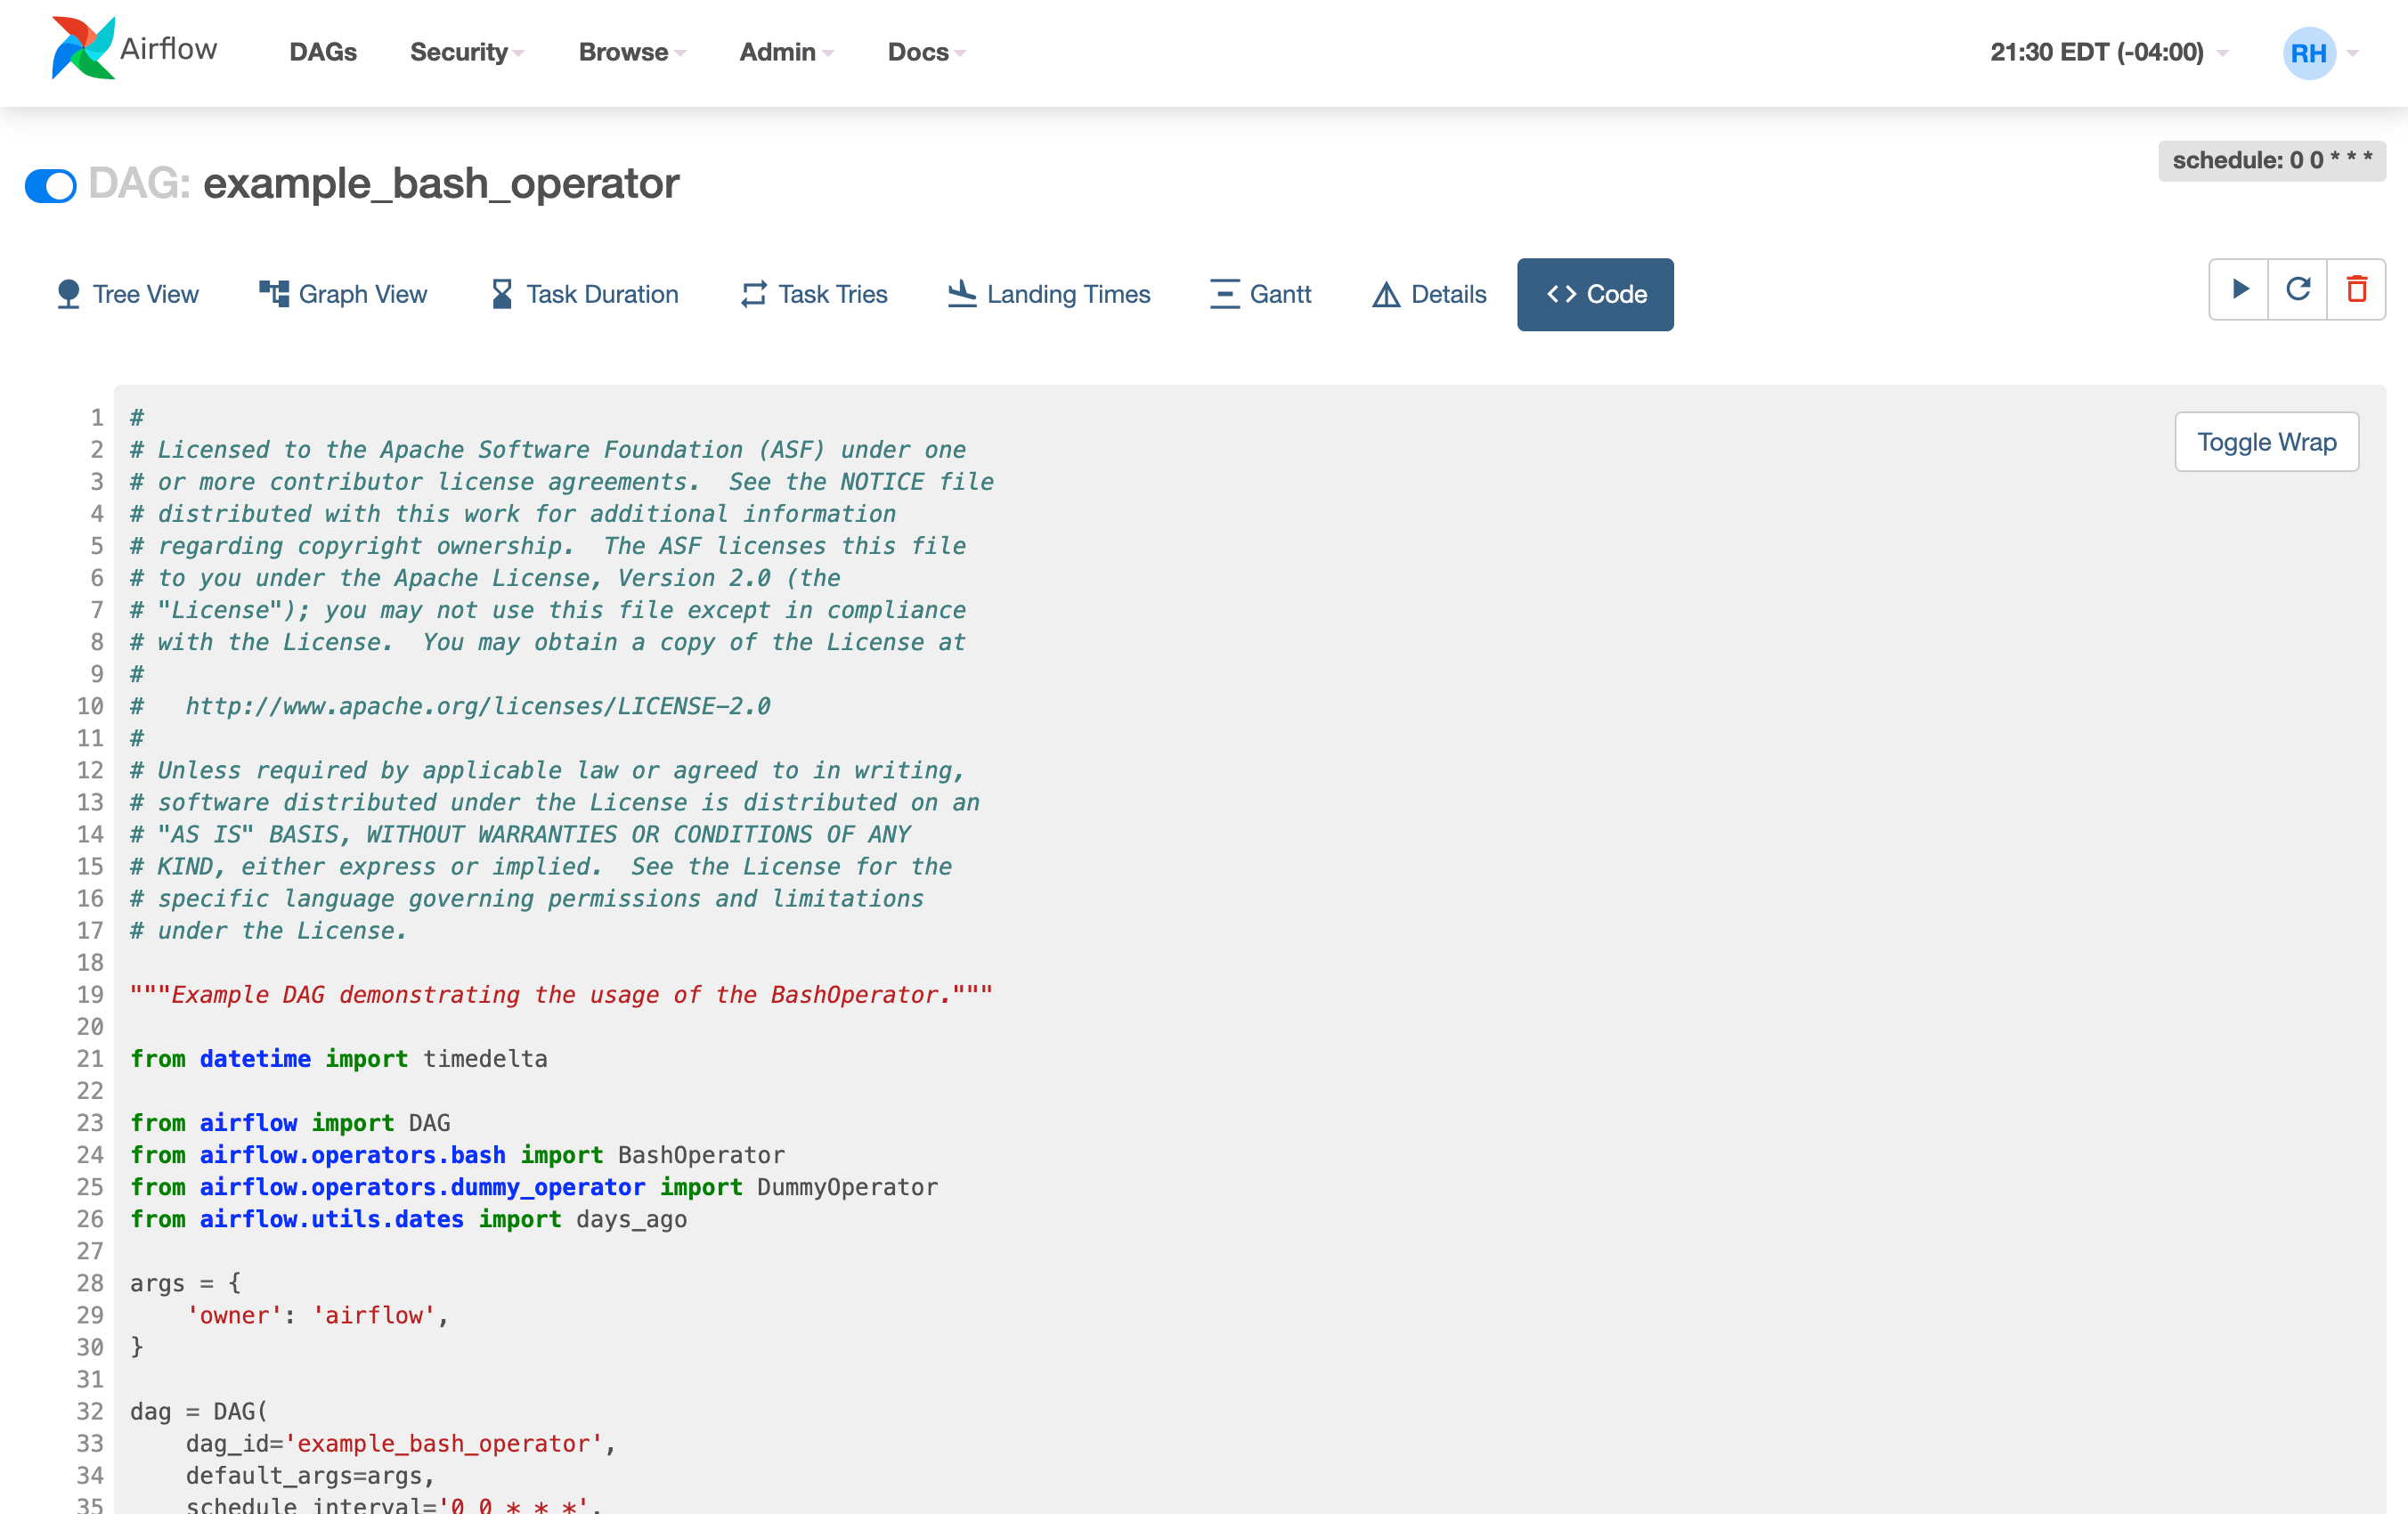 Airflow DAGs Security Browse Admin Docs 21:30 EDT (-04:00) RH
DAG: example_bash_operator
schedule: 0 0 * * *
Tree View Graph View Task Duration Task Tries Landing Times Gantt Details Code
Toggle Wrap
1 #
2 # Licensed to the Apache Software Foundation (ASF) under one
3 # or more contributor license agreements.  See the NOTICE file
4 # distributed with this work for additional information
5 # regarding copyright ownership.  The ASF licenses this file
6 # to you under the Apache License, Version 2.0 (the
7 # "License"); you may not use this file except in compliance
8 # with the License.  You may obtain a copy of the License at
9 #
10 #   http://www.apache.org/licenses/LICENSE-2.0
11 #
12 # Unless required by applicable law or agreed to in writing,
13 # software distributed under the License is distributed on an
14 # "AS IS" BASIS, WITHOUT WARRANTIES OR CONDITIONS OF ANY
15 # KIND, either express or implied.  See the License for the
16 # specific language governing permissions and limitations
17 # under the License.
18
19 """Example DAG demonstrating the usage of the BashOperator."""
20
21 from datetime import timedelta
22
23 from airflow import DAG
24 from airflow.operators.bash import BashOperator
25 from airflow.operators.dummy_operator import DummyOperator
26 from airflow.utils.dates import days_ago
27
28 args = {
29     'owner': 'airflow',
30 }
31
32 dag = DAG(
33     dag_id='example_bash_operator',
34     default_args=args,
35     schedule_interval='0 0 * * *',